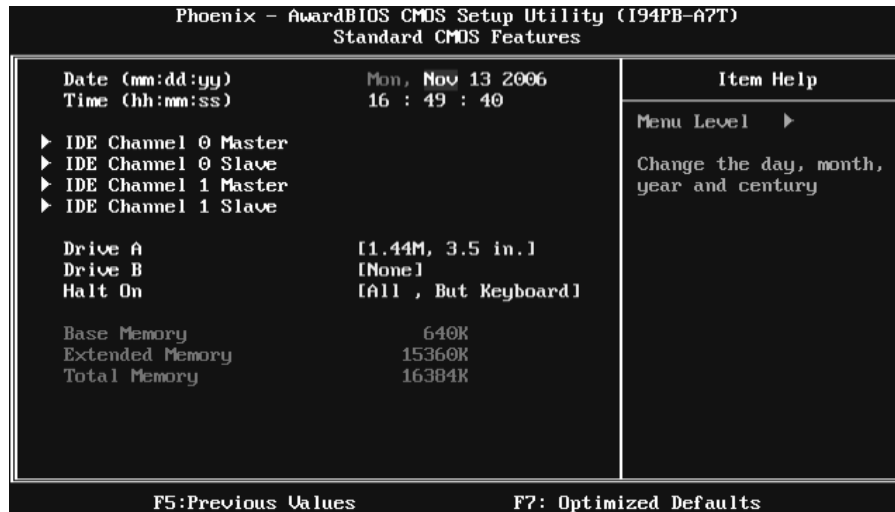 Phoenix - AwardBIOS CMOS Setup Utility (I94PB-A7T)
Standard CMOS Features
Date (mm:dd:yy) Mon, Nov 13 2006
Time (hh:mm:ss) 16 : 49 : 40
IDE Channel 0 Master
IDE Channel 0 Slave
IDE Channel 1 Master
IDE Channel 1 Slave
Drive A [1.44M, 3.5 in.]
Drive B [None]
Halt On [All , But Keyboard]
Base Memory 640K
Extended Memory 15360K
Total Memory 16384K
Item Help
Menu Level
Change the day, month,
year and century
F5:Previous Values F7: Optimized Defaults